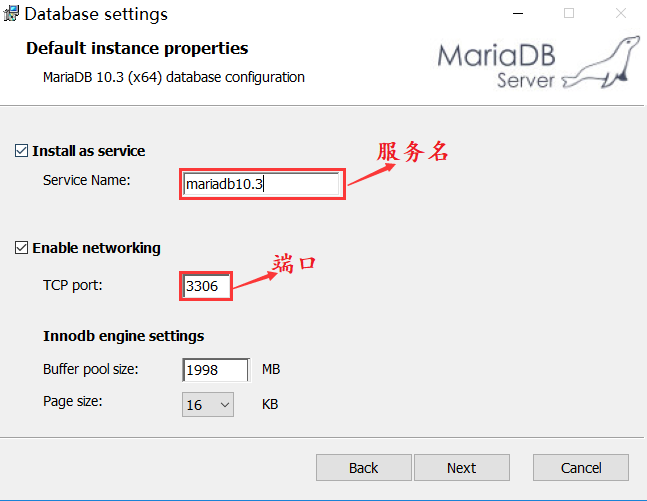 Database settings
Default instance properties
MariaDB 10.3 (x64) database configuration
MariaDB
Server
Install as service
服务名
Service Name:
mariadb10.3
Enable networking
端口
TCP port:
3306
Innodb engine settings
Buffer pool size:
1998
MB
Page size:
16
KB
Back
Next
Cancel